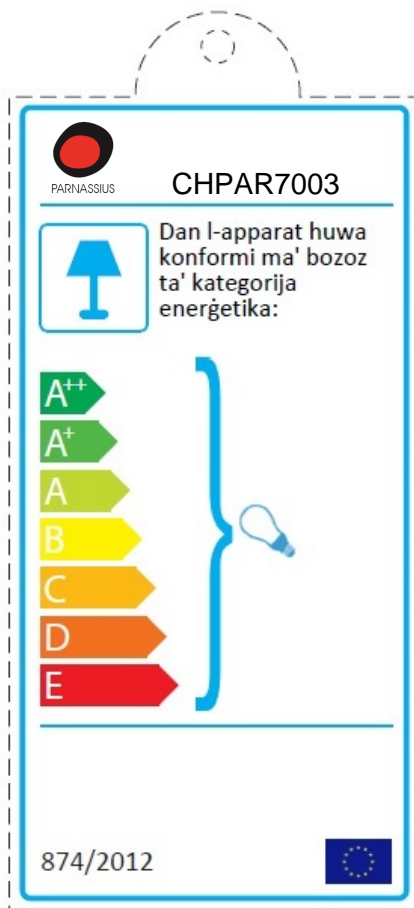 PARNASSIUS
CHPAR7003
Dan l-apparat huwa
konformi ma' bozoz
ta' kategorija
enerġetika:
A++
A+
A
B
C
D
E
874/2012